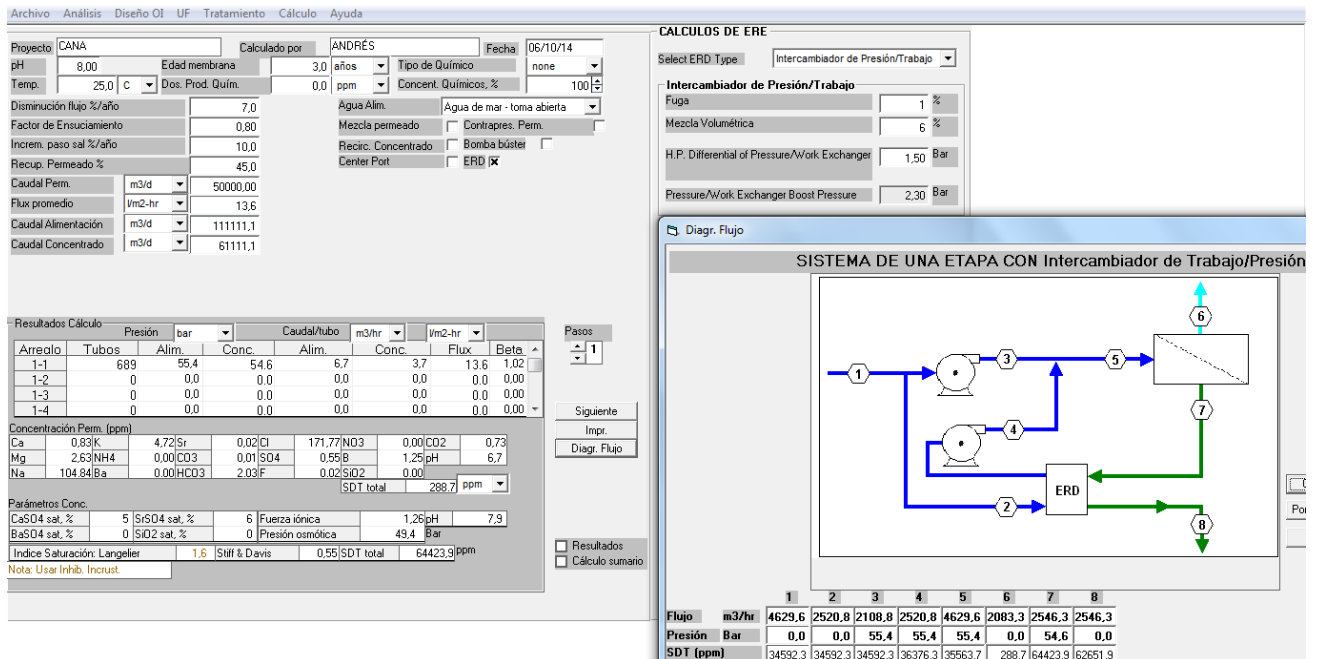 Archivo Análisis Diseño OI UF Tratamiento Cálculo Ayuda
Proyecto CANA Calculado por ANDRÉS Fecha 06/10/14
pH 8,00 Edad membrana 3,0 años Tipo de Químico none
Temp. 25,0 C Dos. Prod. Quím. 0,0 ppm Concent. Químicos, % 100
Disminución flujo %/año 7,0 Agua Alim. Agua de mar - toma abierta
Factor de Ensuciamiento 0,80 Mezcla permeado Contrapres. Perm.
Increm. paso sal %/año 10,0 Recirc. Concentrado Bomba búster
Recup. Permeado % 45,0 Center Port ERD
Caudal Perm. m3/d 50000,00
Flux promedio l/m2-hr 13,6
Caudal Alimentación m3/d 111111,1
Caudal Concentrado m3/d 61111,1
CALCULOS DE ERE
Select ERD Type Intercambiador de Presión/Trabajo
Intercambiador de Presión/Trabajo
Fuga 1 %
Mezcla Volumétrica 6 %
H.P. Differential of Pressure/Work Exchanger 1,50 Bar
Pressure/Work Exchanger Boost Pressure 2,30 Bar
Resultados Cálculo Presión bar Caudal/tubo m3/hr l/m2-hr
Arreglo Tubos Alim. Conc. Alim. Conc. Flux Beta
1-1 689 55,4 54,6 6,7 3,7 13,6 1,02
1-2 0 0,0 0,0 0,0 0,0 0,0 0,00
1-3 0 0,0 0,0 0,0 0,0 0,0 0,00
1-4 0 0,0 0,0 0,0 0,0 0,0 0,00
Pasos
1
Siguiente
Impr.
Diagr. Flujo
Concentración Perm. (ppm)
Ca 0,83 K 4,72 Sr 0,02 Cl 171,77 NO3 0,00 CO2 0,73
Mg 2,63 NH4 0,00 CO3 0,01 SO4 0,55 B 1,25 pH 6,7
Na 104,84 Ba 0,00 HCO3 2,03 F 0,02 SiO2 0,00
SDT total 288,7 ppm
Parámetros Conc.
CaSO4 sat, % 5 SrSO4 sat, % 6 Fuerza iónica 1,26 pH 7,9
BaSO4 sat, % 0 SiO2 sat, % 0 Presión osmótica 49,4 Bar
Indice Saturación: Langelier 1,6 Stiff & Davis 0,55 SDT total 64423,9 ppm
Nota: Usar Inhib. Incrust.
Resultados
Cálculo sumario
Diagr. Flujo
SISTEMA DE UNA ETAPA CON Intercambiador de Trabajo/Presión
6
3
5
1
7
4
ERD
2
8
1 2 3 4 5 6 7 8
Flujo m3/hr 4629,6 2520,8 2108,8 2520,8 4629,6 2083,3 2546,3 2546,3
Presión Bar 0,0 0,0 55,4 55,4 55,4 0,0 54,6 0,0
SDT (ppm) 34592,3 34592,3 34592,3 36376,3 35563,7 288,7 64423,9 62651,9